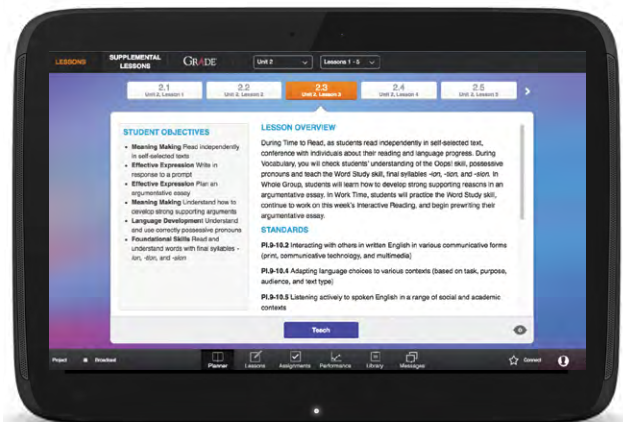 LESSONS
SUPPLEMENTAL
LESSONS
GRADE
Unit 2
Lessons 1 - 5
2.1
Unit 2, Lesson 1
2.2
Unit 2, Lesson 2
2.3
Unit 2, Lesson 3
2.4
Unit 2, Lesson 4
2.5
Unit 2, Lesson 5
STUDENT OBJECTIVES
• Meaning Making Read independently
in self-selected texts
• Effective Expression Write in
response to a prompt
• Effective Expression Plan an
argumentative essay
• Meaning Making Understand how to
develop strong supporting arguments
• Language Development Understand
and use correctly possessive pronouns
• Foundational Skills Read and
understand words with final syllables -
ion, -tion, and -sion
LESSON OVERVIEW
During Time to Read, as students read independently in self-selected text,
conference with individuals about their reading and language progress. During
Vocabulary, you will check students' understanding of the Oops! skill, possessive
pronouns and teach the Word Study skill, final syllables -ion, -tion, and -sion. In
Whole Group, students will learn how to develop strong supporting reasons in an
argumentative essay. In Work Time, students will practice the Word Study skill,
continue to work on this week's Interactive Reading, and begin prewriting their
argumentative essay.
STANDARDS
PI.9-10.2 Interacting with others in written English in various communicative forms
(print, communicative technology, and multimedia)
PI.9-10.4 Adapting language choices to various contexts (based on task, purpose,
audience, and text type)
PI.9-10.5 Listening actively to spoken English in a range of social and academic
contexts
Teach
Project
Download
Planner
Lessons
Assignments
Performance
Library
Messages
Connect